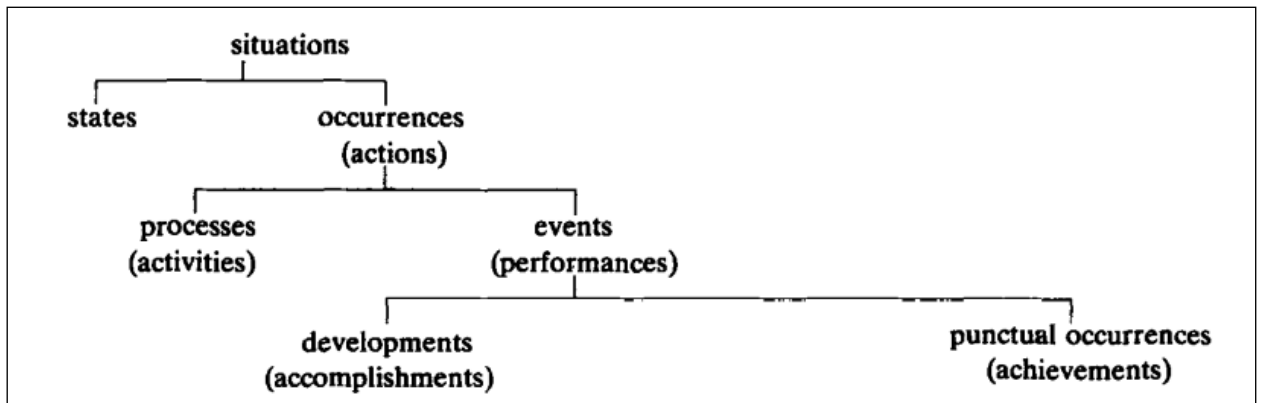 situations
states occurrences
(actions)
processes events
(activities) (performances)
developments punctual occurrences
(accomplishments) (achievements)